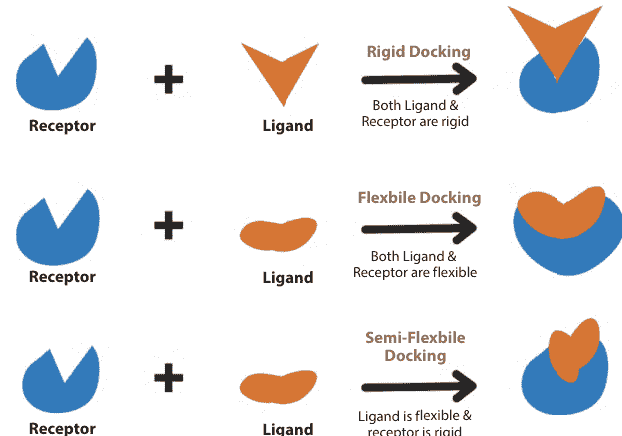 Rigid Docking
Both Ligand &
Receptor are rigid
Receptor
Ligand
Flexbile Docking
Both Ligand &
Receptor are flexible
Receptor
Ligand
Semi-Flexbile
Docking
Ligand is flexible &
receptor is rigid
Receptor
Ligand